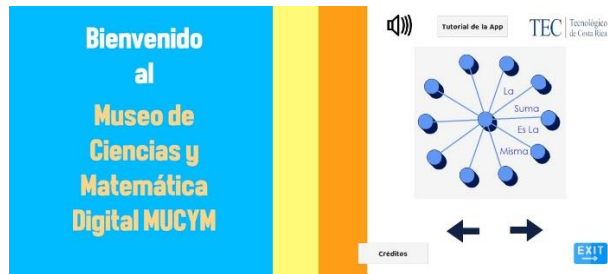 Bienvenido
al
Museo de
Ciencias y
Matemática
Digital MUCYM
Tutorial de la App
TEC Tecnológico
de Costa Rica
La
Suma
Es La
Misma
Créditos
EXIT